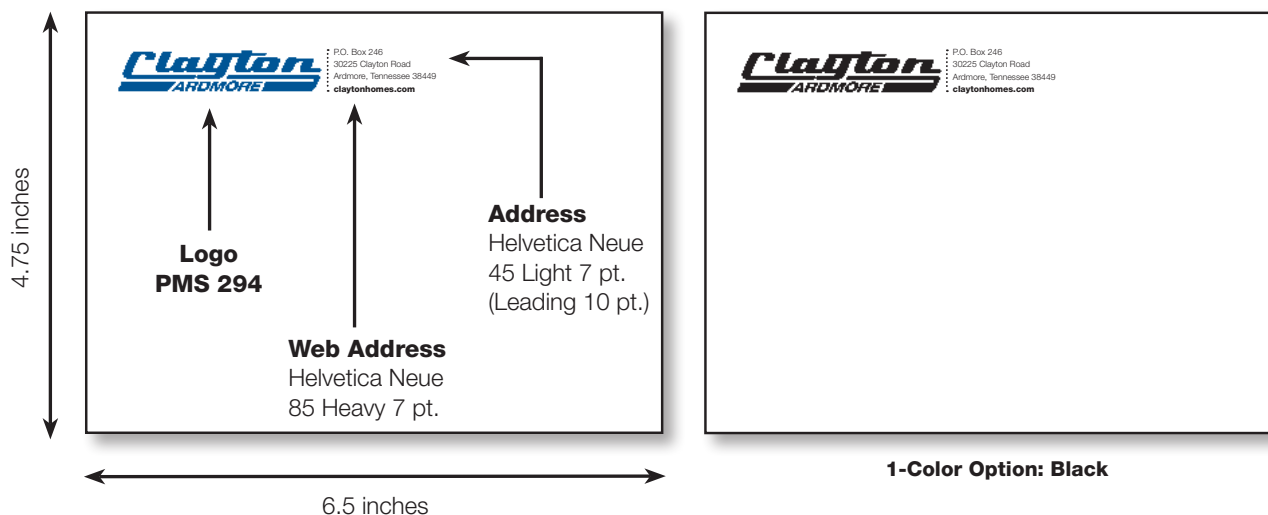 Clayton
ARDMORE
P.O. Box 246
30225 Clayton Road
Ardmore, Tennessee 38449
claytonhomes.com
4.75 inches
Logo
PMS 294
Address
Helvetica Neue
45 Light 7 pt.
(Leading 10 pt.)
Web Address
Helvetica Neue
85 Heavy 7 pt.
6.5 inches
Clayton
ARDMORE
P.O. Box 246
30225 Clayton Road
Ardmore, Tennessee 38449
claytonhomes.com
1-Color Option: Black